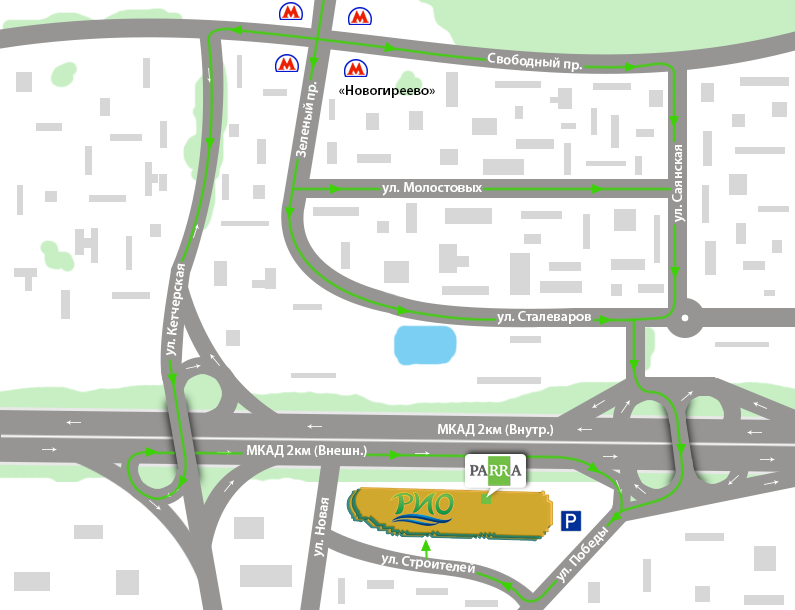 М
М
М
М
«Новогиреево»
Свободный пр.
Зеленый пр.
ул. Молостовых
ул. Саянская
ул. Кетчерская
ул. Сталеваров
МКАД 2км (Внутр.)
МКАД 2км (Внешн.)
PARRA
РИО
P
ул. Новая
ул. Строителей
ул. Победы